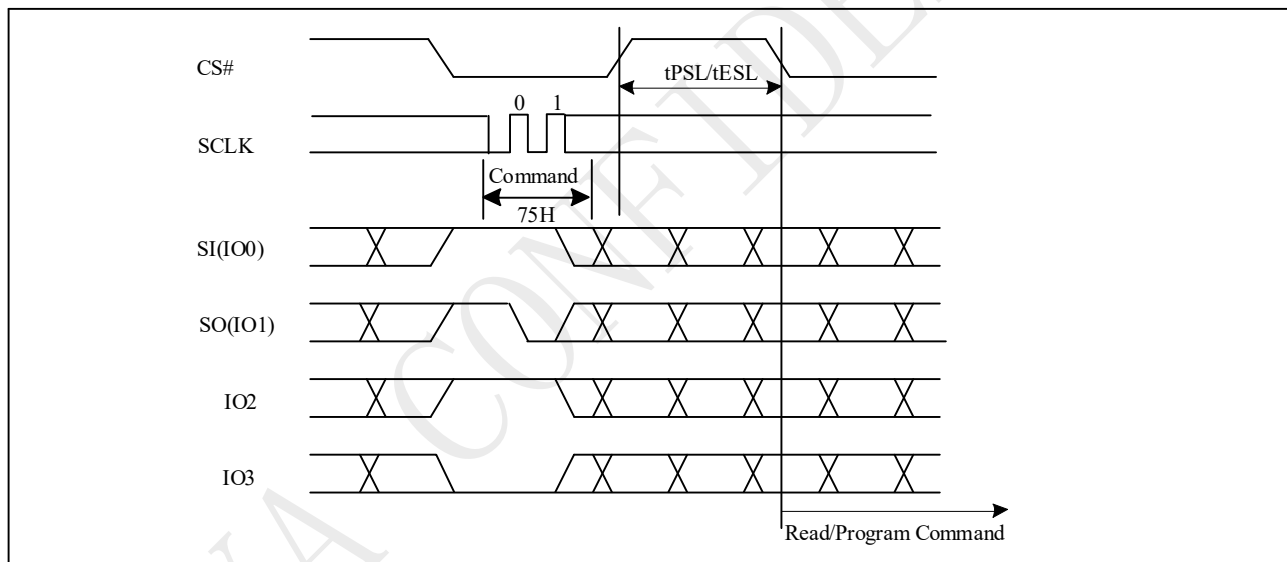 CS#
tPSL/tESL
0 1
SCLK
Command
75H
SI(IO0)
SO(IO1)
IO2
IO3
Read/Program Command